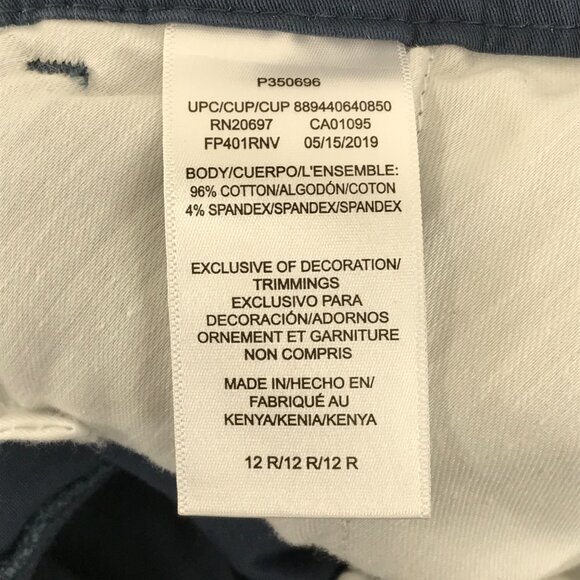 P350696
UPC/CUP/CUP 889440640850
RN20697 CA01095
FP401RNV 05/15/2019
BODY/CUERPO/L'ENSEMBLE:
96% COTTON/ALGODÓN/COTON
4% SPANDEX/SPANDEX/SPANDEX
EXCLUSIVE OF DECORATION/
TRIMMINGS
EXCLUSIVO PARA
DECORACIÓN/ADORNOS
ORNEMENT ET GARNITURE
NON COMPRIS
MADE IN/HECHO EN/
FABRIQUÉ AU
KENYA/KENIA/KENYA
12 R/12 R/12 R